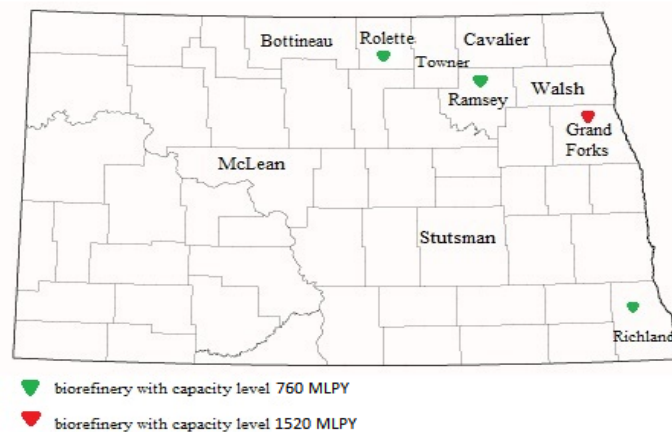 Bottineau
Rolette
Cavalier
Towner
Ramsey
Walsh
Grand
Forks
McLean
Stutsman
Richland
biorefinery with capacity level 760 MLPY
biorefinery with capacity level 1520 MLPY